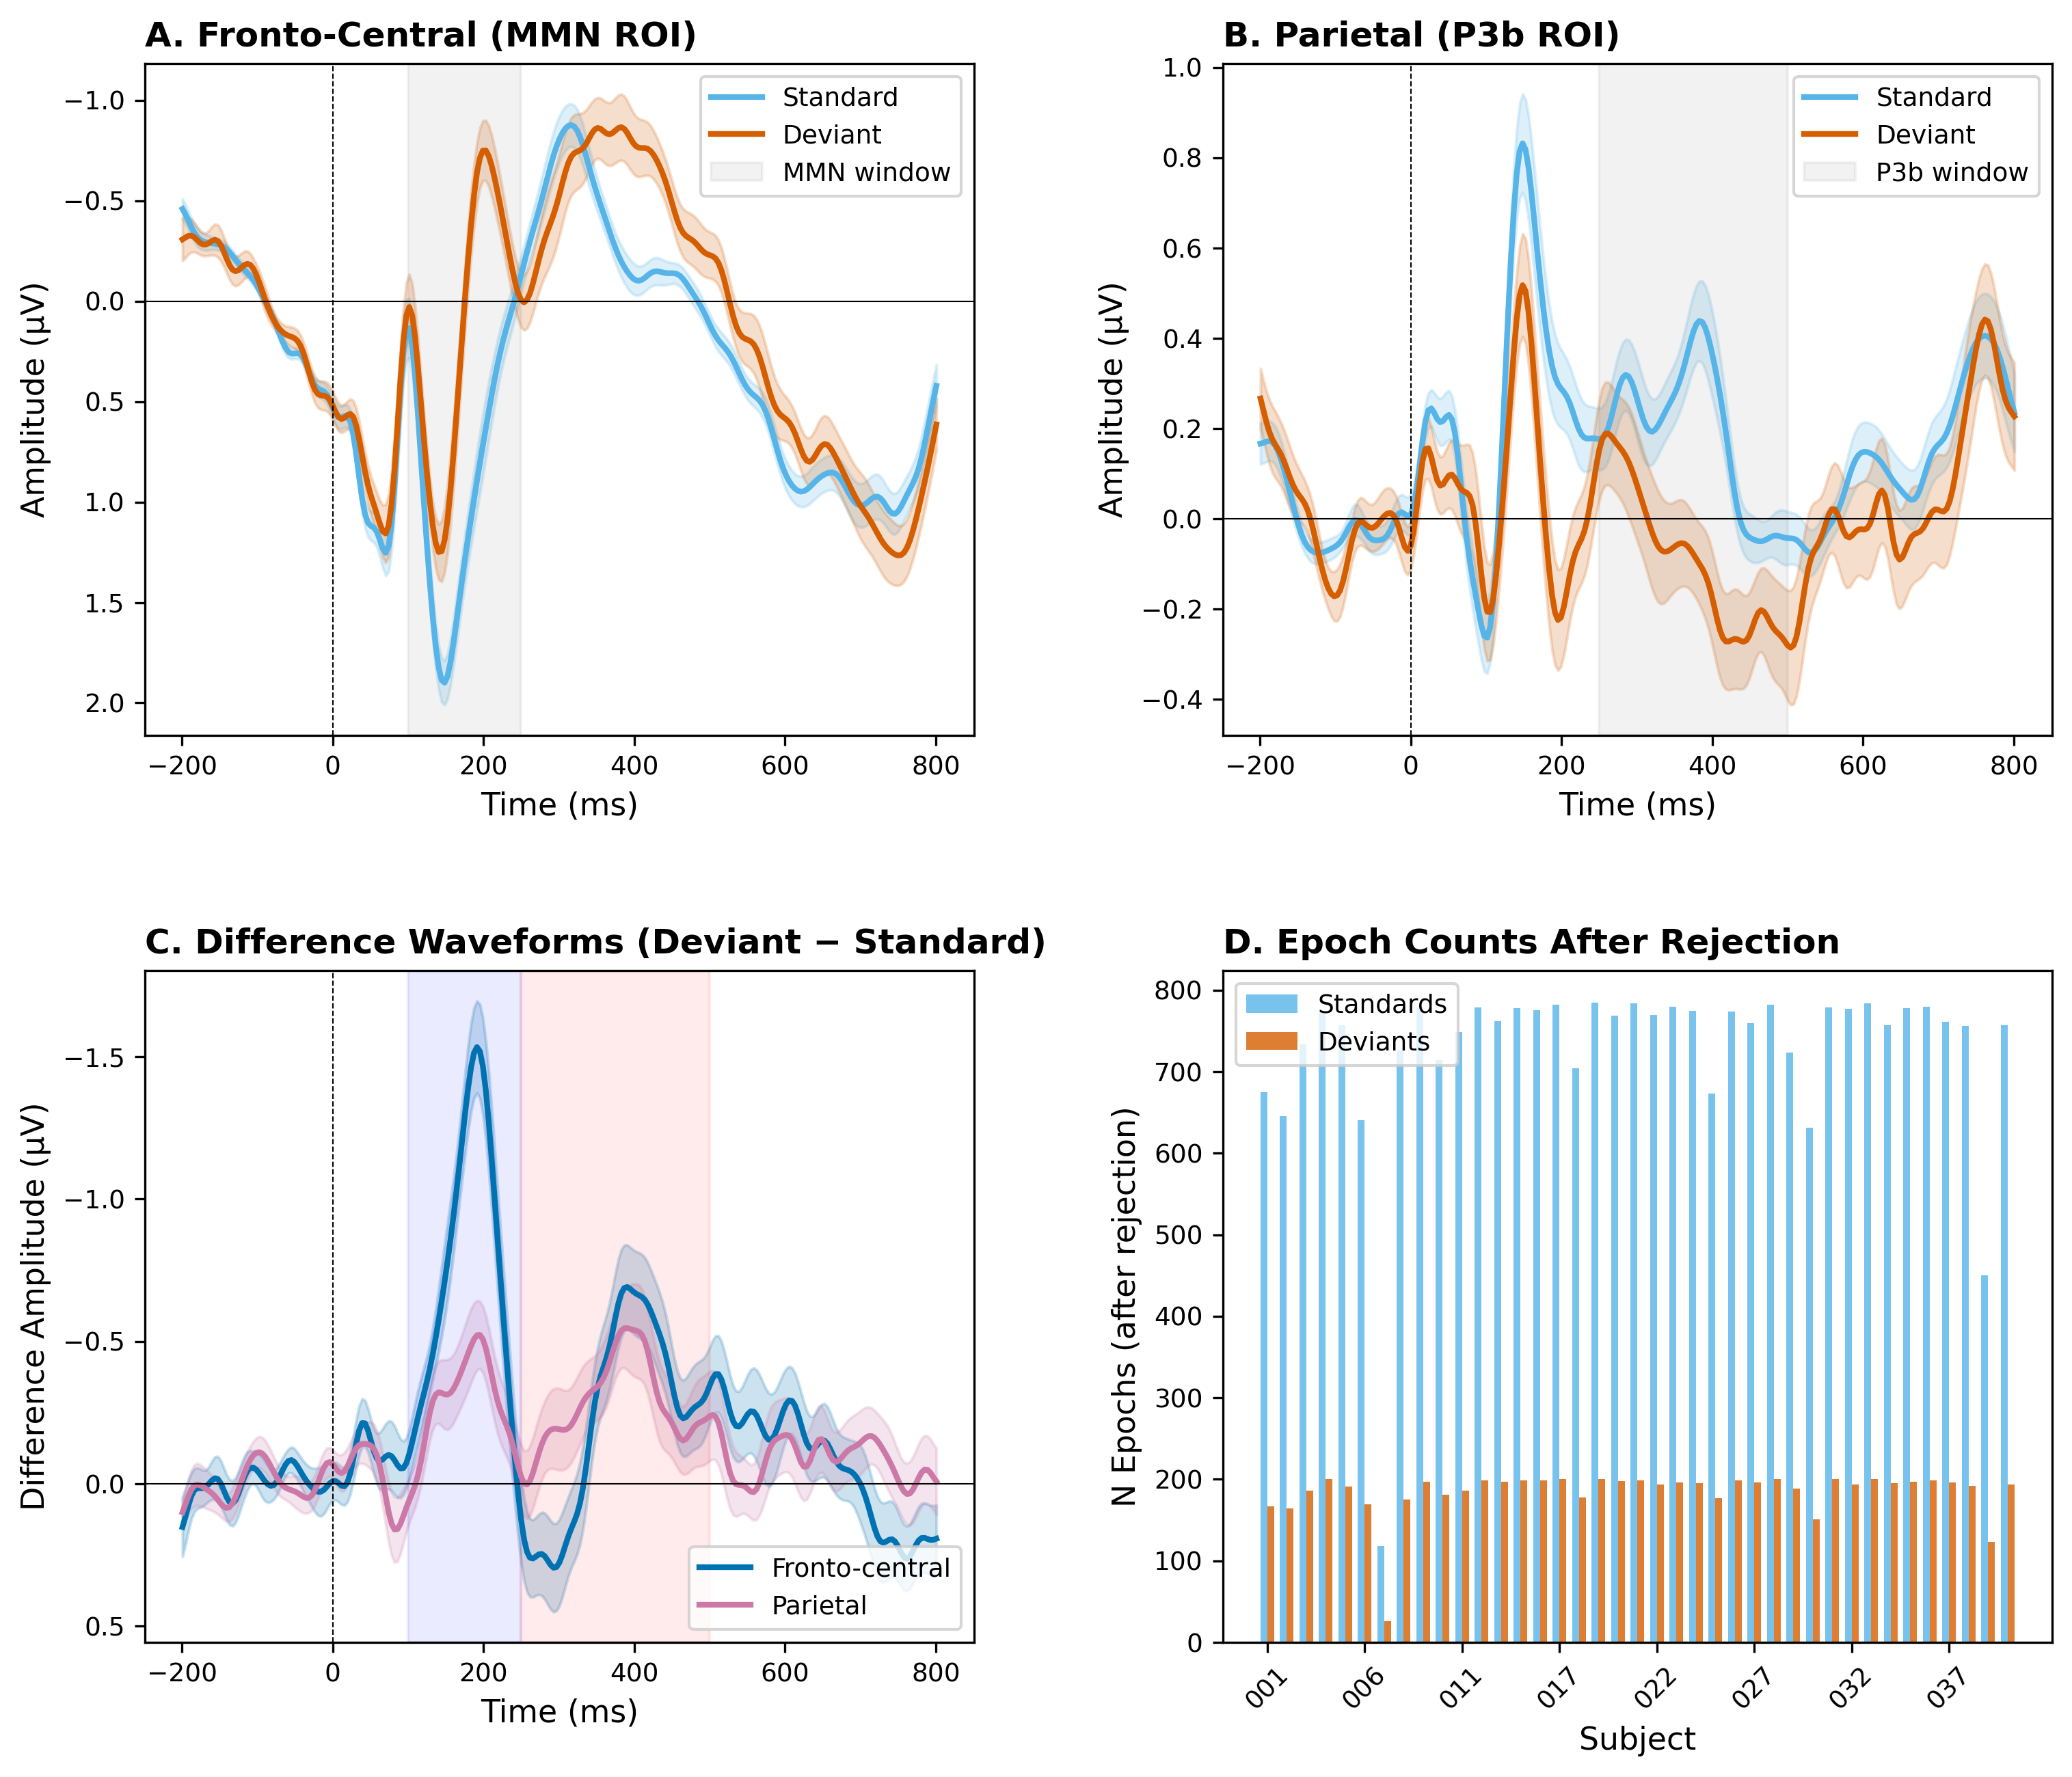 A. Fronto-Central (MMN ROI)
Amplitude (µV)
−1.0
−0.5
0.0
0.5
1.0
1.5
2.0
Standard
Deviant
MMN window
−200 0 200 400 600 800
Time (ms)
B. Parietal (P3b ROI)
Amplitude (µV)
1.0
0.8
0.6
0.4
0.2
0.0
−0.2
−0.4
Standard
Deviant
P3b window
−200 0 200 400 600 800
Time (ms)
C. Difference Waveforms (Deviant − Standard)
Difference Amplitude (µV)
−1.5
−1.0
−0.5
0.0
0.5
Fronto-central
Parietal
−200 0 200 400 600 800
Time (ms)
D. Epoch Counts After Rejection
N Epochs (after rejection)
800
700
600
500
400
300
200
100
0
Standards
Deviants
001 006 011 017 022 027 032 037
Subject